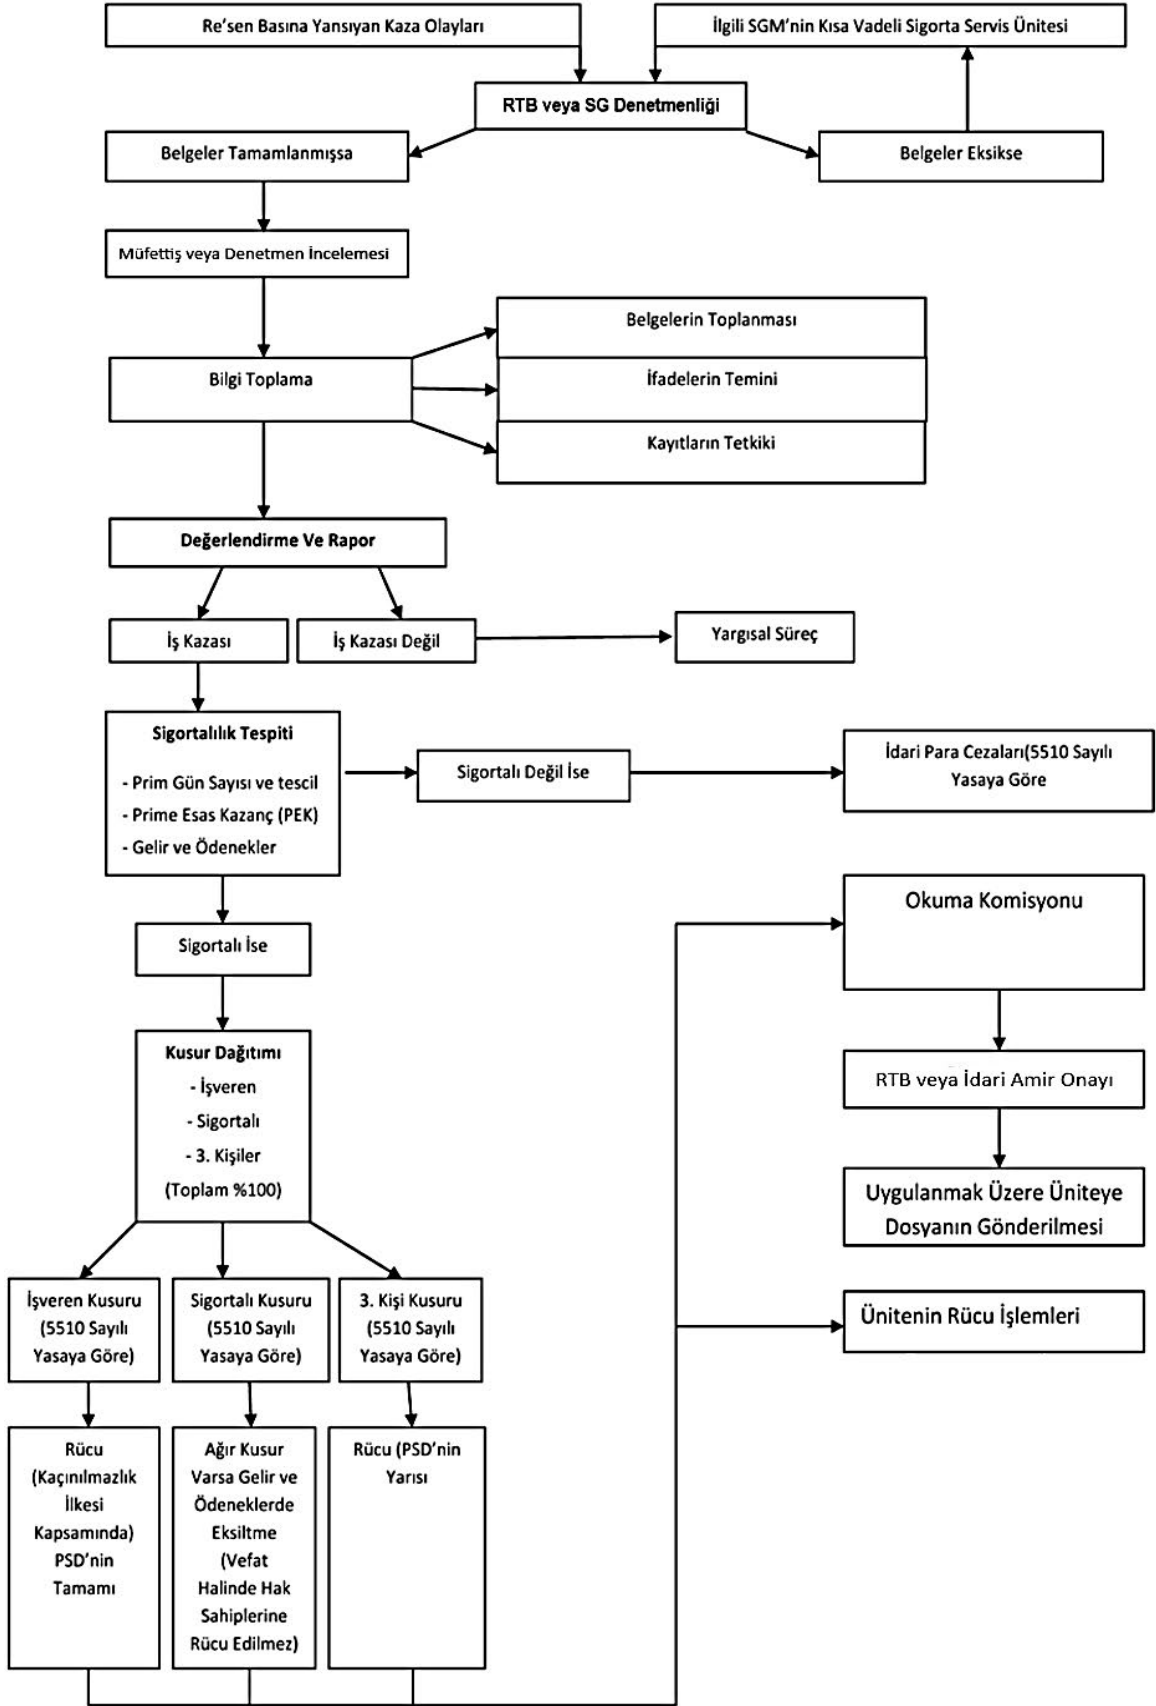 Re'sen Basına Yansıyan Kaza Olayları
İlgili SGM'nin Kısa Vadeli Sigorta Servis Ünitesi
RTB veya SG Denetmenliği
Belgeler Tamamlanmışsa
Belgeler Eksikse
Müfettiş veya Denetmen İncelemesi
Belgelerin Toplanması
Bilgi Toplama
İfadelerin Temini
Kayıtların Tetkiki
Değerlendirme Ve Rapor
İş Kazası
İş Kazası Değil
Yargısal Süreç
Sigortalılık Tespiti
- Prim Gün Sayısı ve tescil
- Prime Esas Kazanç (PEK)
- Gelir ve Ödenekler
Sigortalı Değil İse
İdari Para Cezaları(5510 Sayılı
Yasaya Göre
Sigortalı İse
Okuma Komisyonu
Kusur Dağıtımı
- İşveren
- Sigortalı
- 3. Kişiler
(Toplam %100)
RTB veya İdari Amir Onayı
Uygulanmak Üzere Üniteye
Dosyanın Gönderilmesi
İşveren Kusuru
(5510 Sayılı
Yasaya Göre)
Sigortalı Kusuru
(5510 Sayılı
Yasaya Göre)
3. Kişi Kusuru
(5510 Sayılı
Yasaya Göre)
Ünitenin Rücu İşlemleri
Rücu
(Kaçınılmazlık
İlkesi
Kapsamında)
PSD'nin
Tamamı
Ağır Kusur
Varsa Gelir ve
Ödeneklerde
Eksiltme
(Vefat
Halinde Hak
Sahiplerine
Rücu Edilmez)
Rücu (PSD'nin
Yarısı